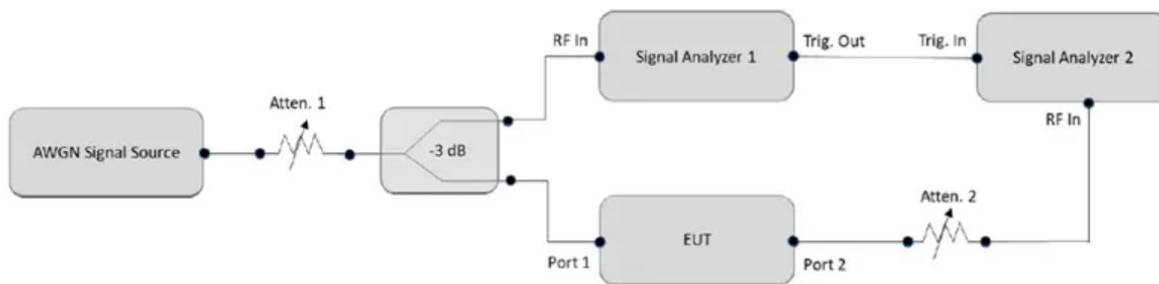 RF In
Signal Analyzer 1
Trig. Out
Trig. In
Signal Analyzer 2
RF In
Atten. 1
AWGN Signal Source
-3 dB
Atten. 2
EUT
Port 1
Port 2